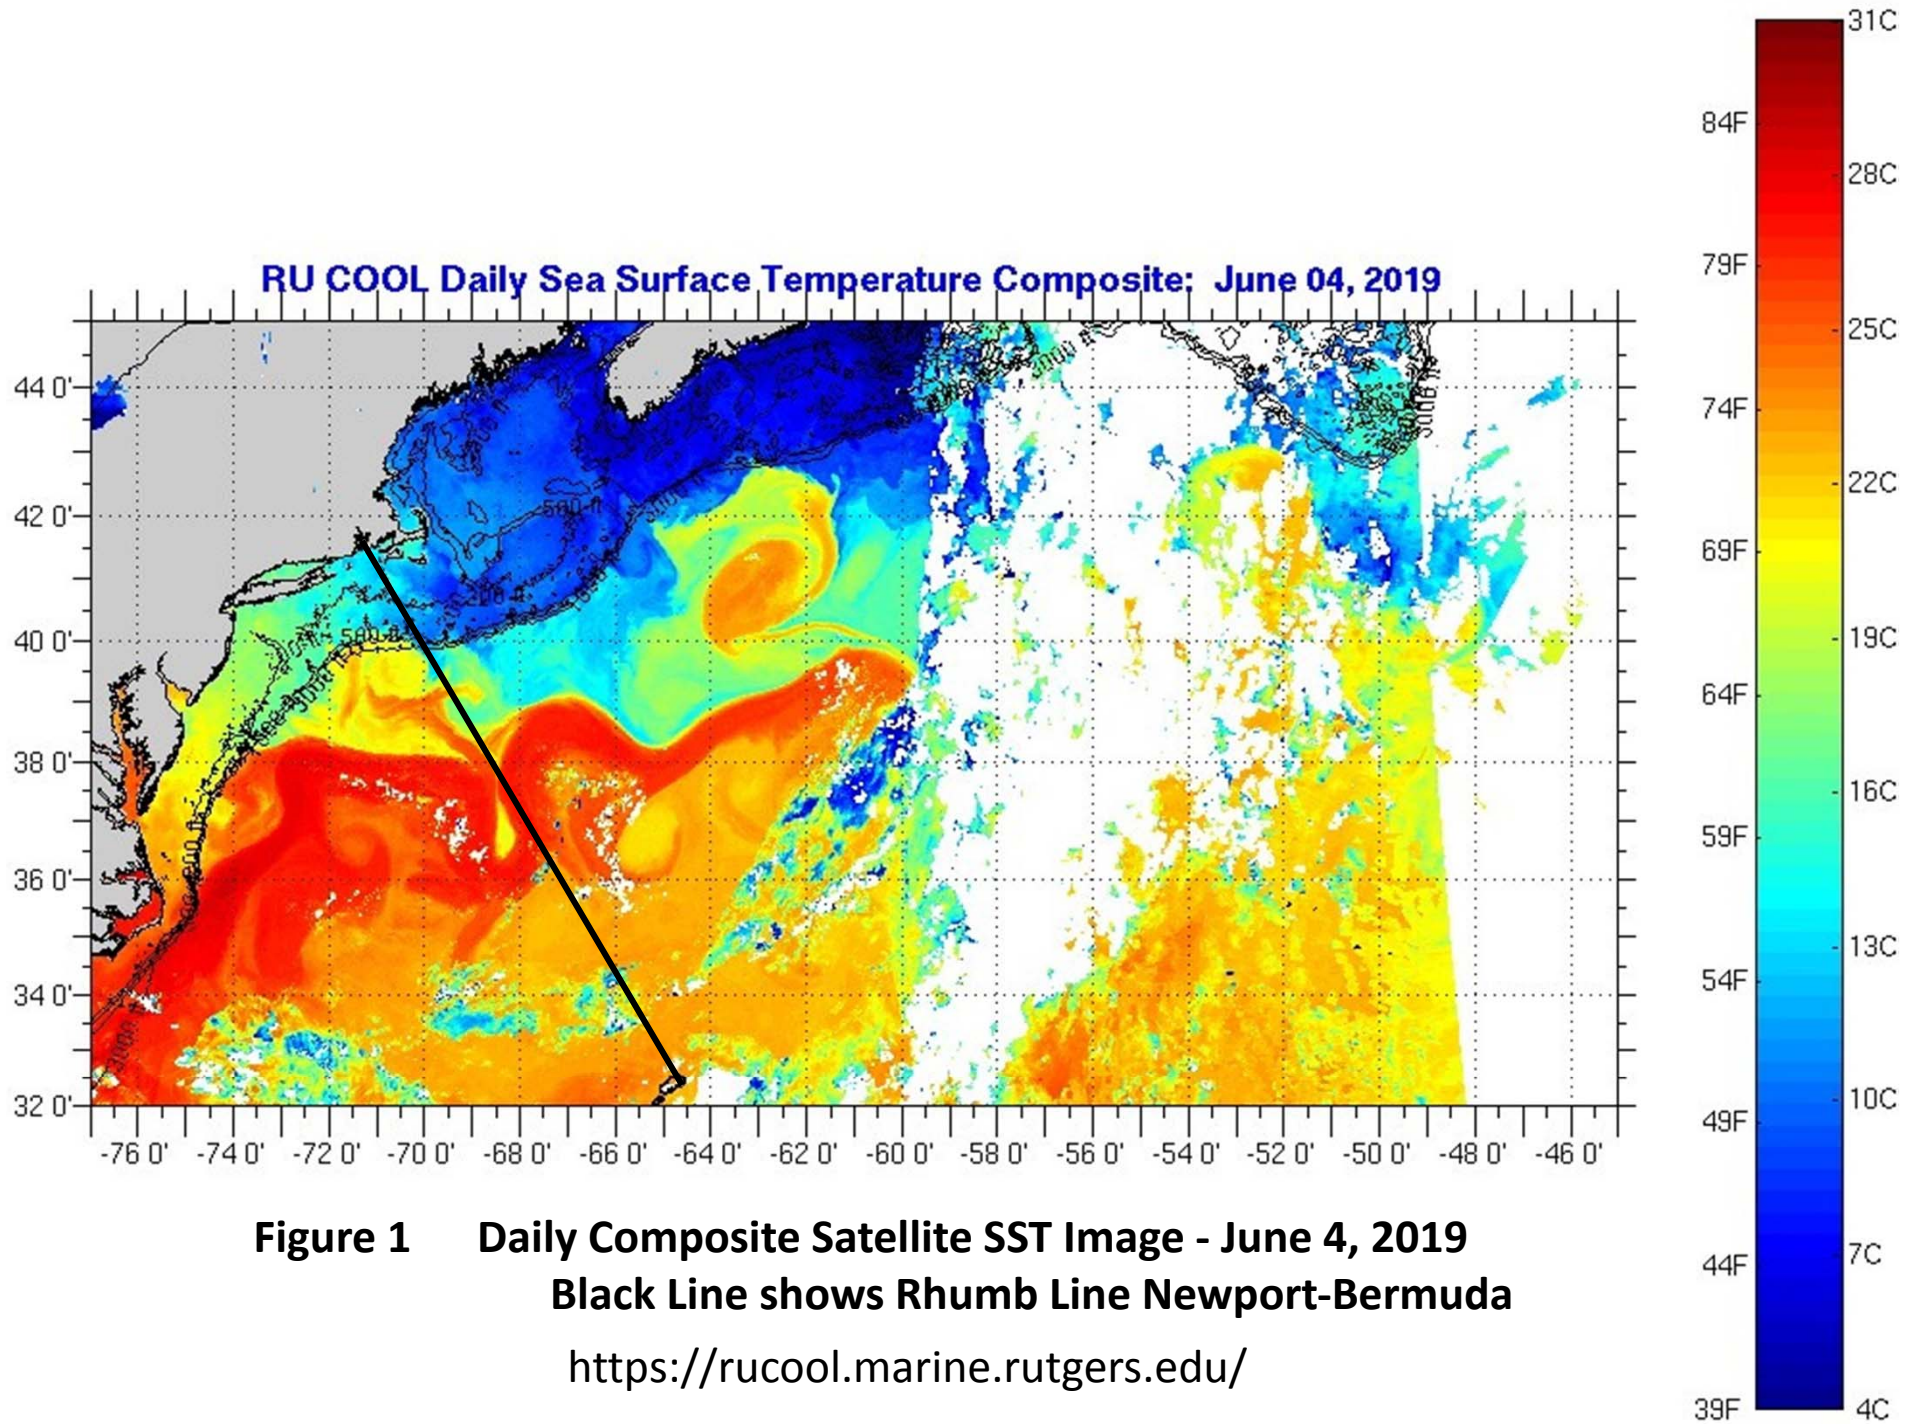 31C
84F
28C
RU COOL Daily Sea Surface Temperature Composite:  June 04, 2019
79F
25C
44 0'
74F
22C
42 0'
69F
500 ft
19C
40 0'
64F
38 0'
16C
59F
36 0'
13C
54F
34 0'
10C
49F
32 0'
-76 0' -74 0' -72 0' -70 0' -68 0' -66 0' -64 0' -62 0' -60 0' -58 0' -56 0' -54 0' -52 0' -50 0' -48 0' -46 0'
Figure 1 Daily Composite Satellite SST Image - June 4, 2019
7C
44F
Black Line shows Rhumb Line Newport-Bermuda
https://rucool.marine.rutgers.edu/
39F
4C